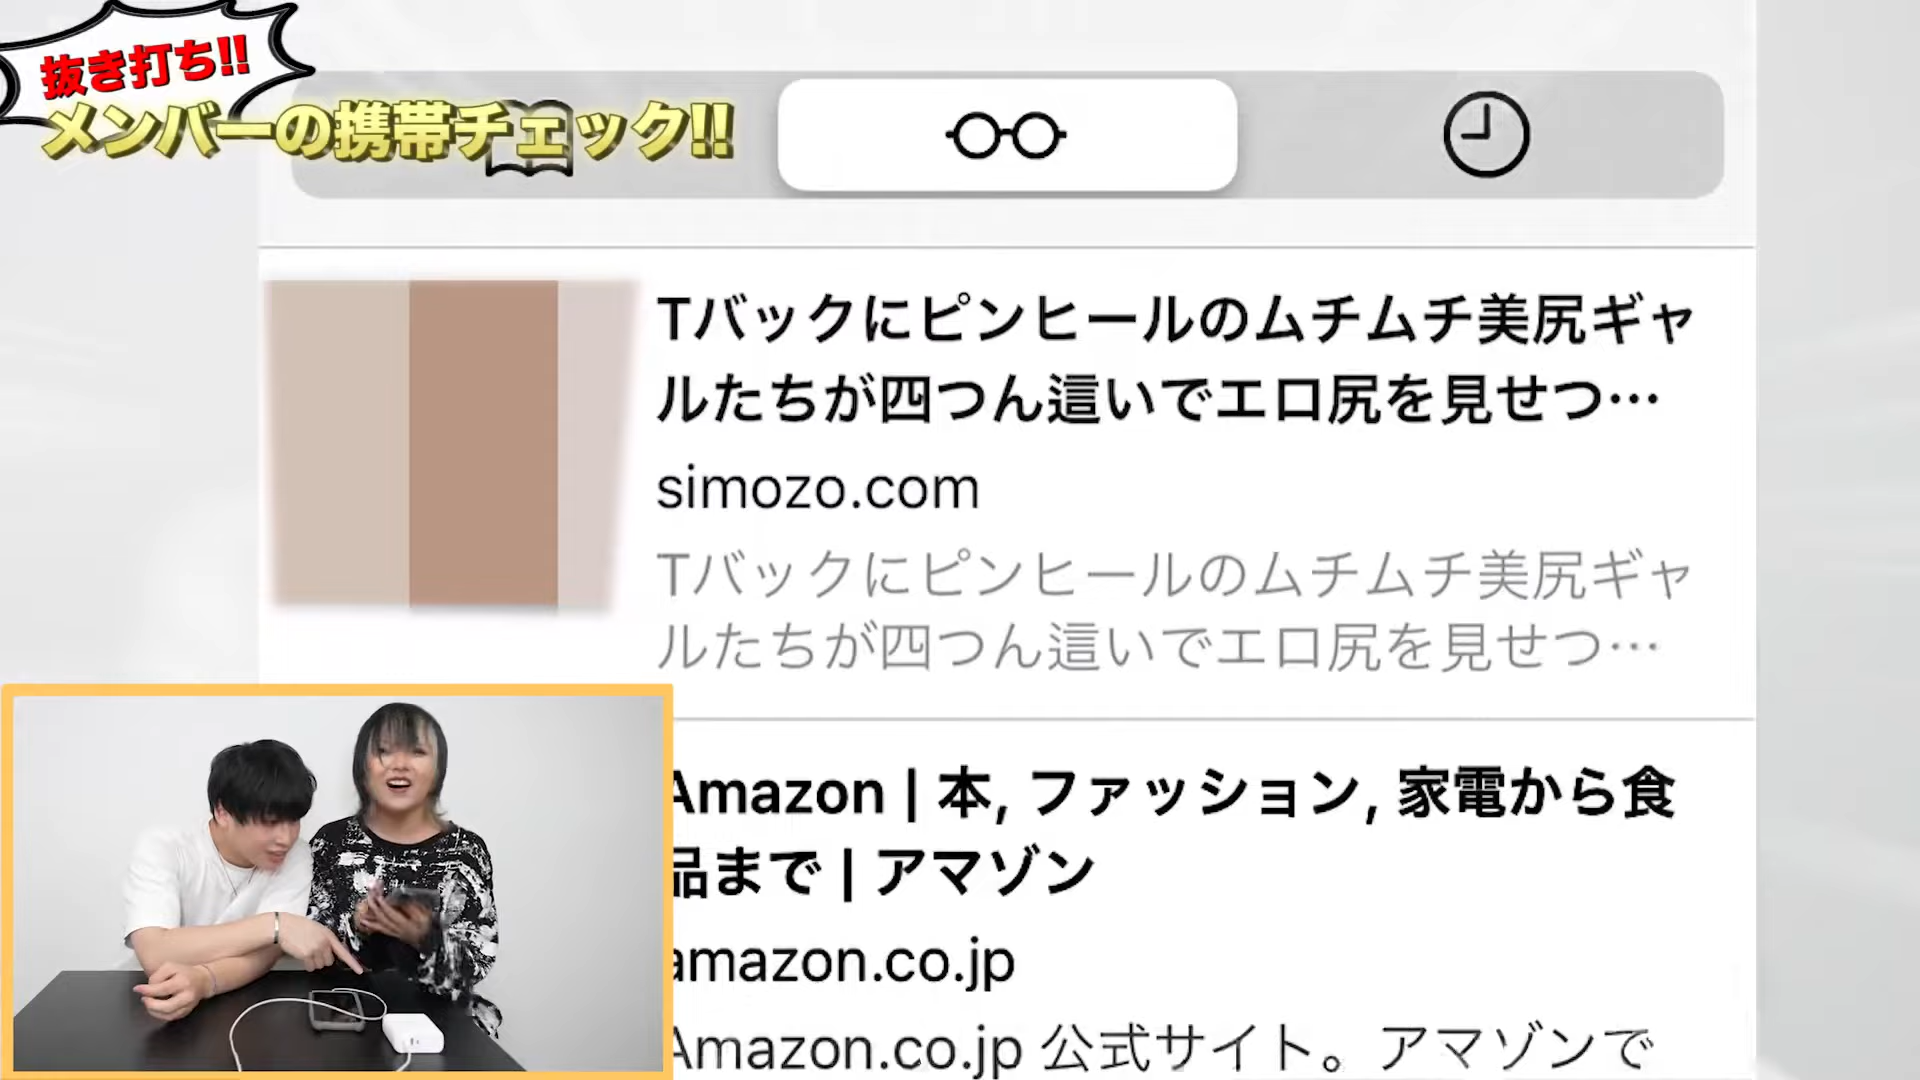 抜き打ち!!
メンバーの携帯チェック!!
Tバックにピンヒールのムチムチ美尻ギャ
ルたちが四つん這いでエロ尻を見せつ…
simozo.com
Tバックにピンヒールのムチムチ美尻ギャ
ルたちが四つん這いでエロ尻を見せつ…
Amazon | 本, ファッション, 家電から食
品まで | アマゾン
amazon.co.jp
Amazon.co.jp 公式サイト。アマゾンで